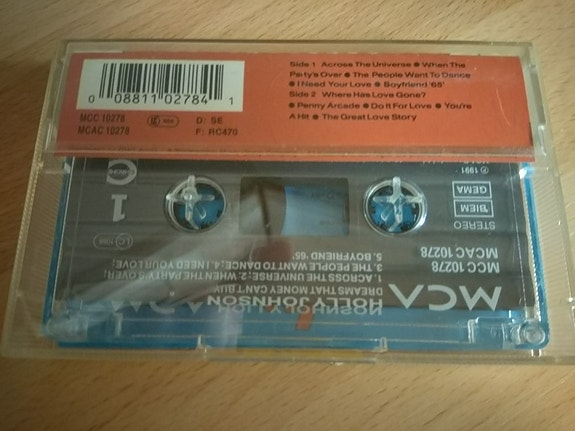 Side 1 Across The Universe ● When The
Party's Over ● The People Want To Dance
● I Need Your Love ● Boyfriend '65'
Side 2 Where Has Love Gone?
● Penny Arcade ● Do It For Love ● You're
A Hit ● The Great Love Story
0 08811 02784 1
MCC 10278
MCAC 10278
D: SE
F: RC470
MCA
HOLLY JOHNSON
DREAMS THAT MONEY CAN'T BUY
1. ACROSS THE UNIVERSE; 2. WHEN THE PARTY'S OVER;
3. THE PEOPLE WANT TO DANCE; 4. I NEED YOUR LOVE;
5. BOYFRIEND '65'
MCC 10278
MCAC 10278
STEREO
BIEM
GEMA
℗ 1991
1
LC